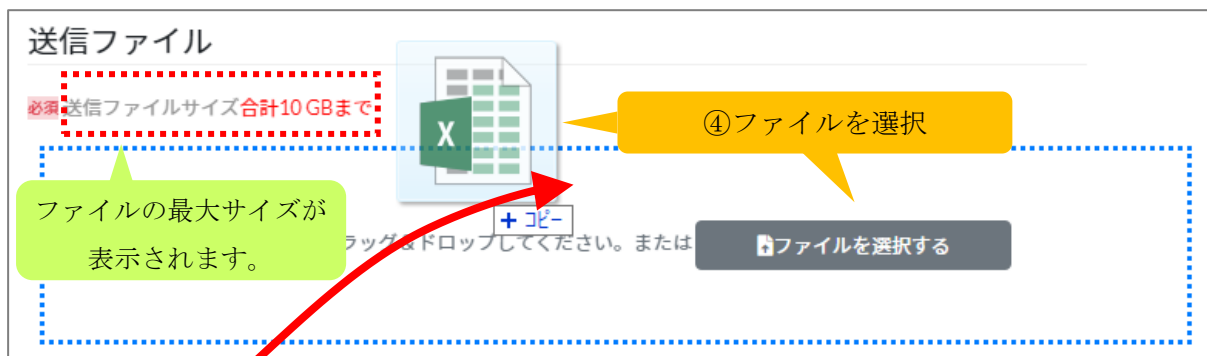 送信ファイル
必須 送信ファイルサイズ合計10 GBまで
X
④ファイルを選択
ファイルの最大サイズが
表示されます。
+ コピー
ラッグ&ドロップしてください。または
ファイルを選択する